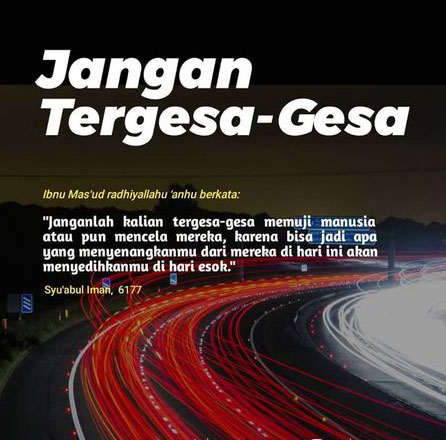 Jangan
Tergesa-Gesa
Ibnu Mas'ud radhiyallahu 'anhu berkata:
"Janganlah kalian tergesa-gesa memuji manusia
atau pun mencela mereka, karena bisa jadi apa
yang menyenangkanmu dari mereka di hari ini akan
menyedihkanmu di hari esok."
Syu'abul Iman, 6177